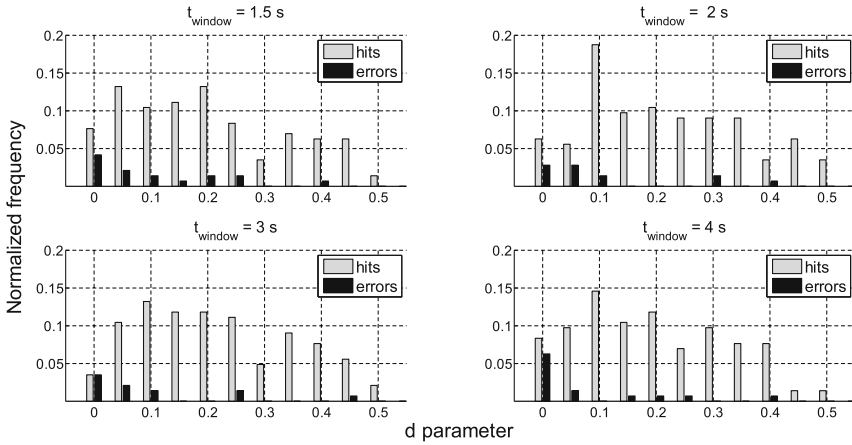 t_window = 1.5 s
0.2
0.15
0.1
0.05
0 0.1 0.2 0.3 0.4 0.5
hits
errors
t_window = 2 s
0.2
0.15
0.1
0.05
0 0.1 0.2 0.3 0.4 0.5
hits
errors
Normalized frequency
t_window = 3 s
0.2
0.15
0.1
0.05
0 0.1 0.2 0.3 0.4 0.5
hits
errors
t_window = 4 s
0.2
0.15
0.1
0.05
0 0.1 0.2 0.3 0.4 0.5
hits
errors
d parameter